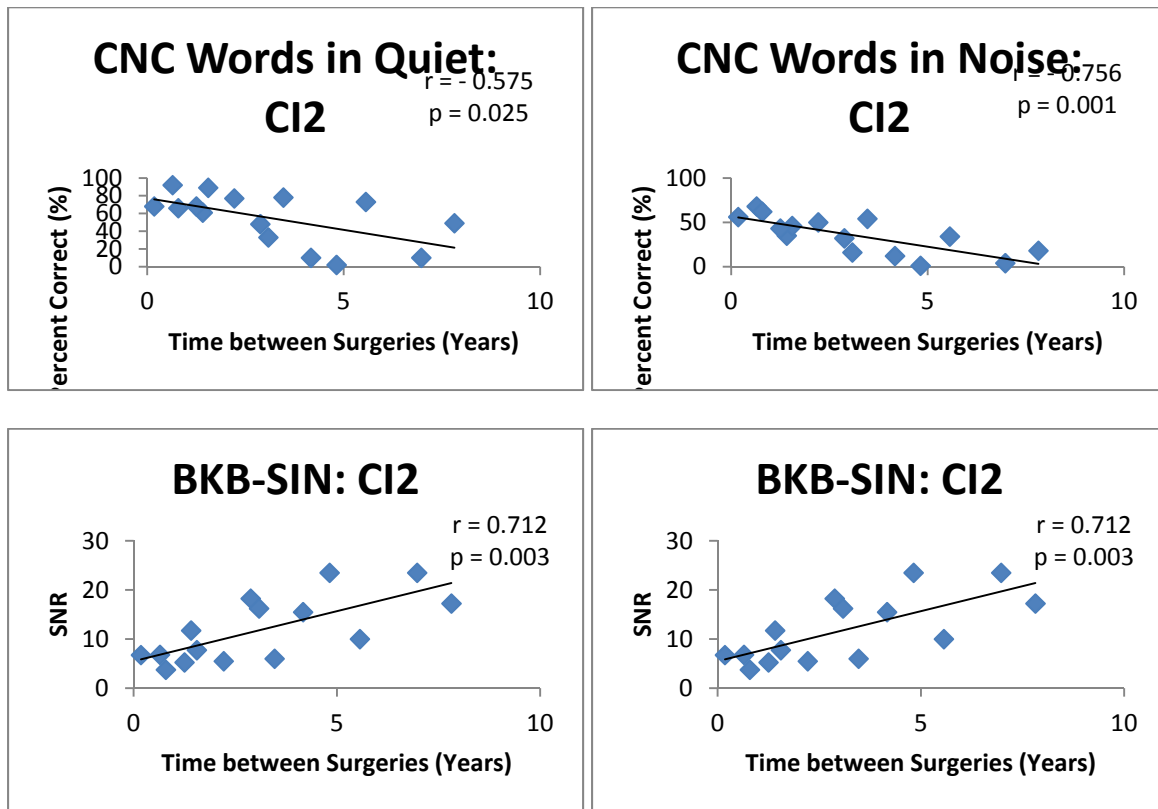 CNC Words in Quiet:
CI2
r = - 0.575
p = 0.025
Percent Correct (%)
100
80
60
40
20
0
0 5 10
Time between Surgeries (Years)
CNC Words in Noise:
CI2
r = - 0.756
p = 0.001
Percent Correct (%)
100
50
0
0 5 10
Time between Surgeries (Years)
BKB-SIN: CI2
r = 0.712
p = 0.003
SNR
30
20
10
0
0 5 10
Time between Surgeries (Years)
BKB-SIN: CI2
r = 0.712
p = 0.003
SNR
30
20
10
0
0 5 10
Time between Surgeries (Years)